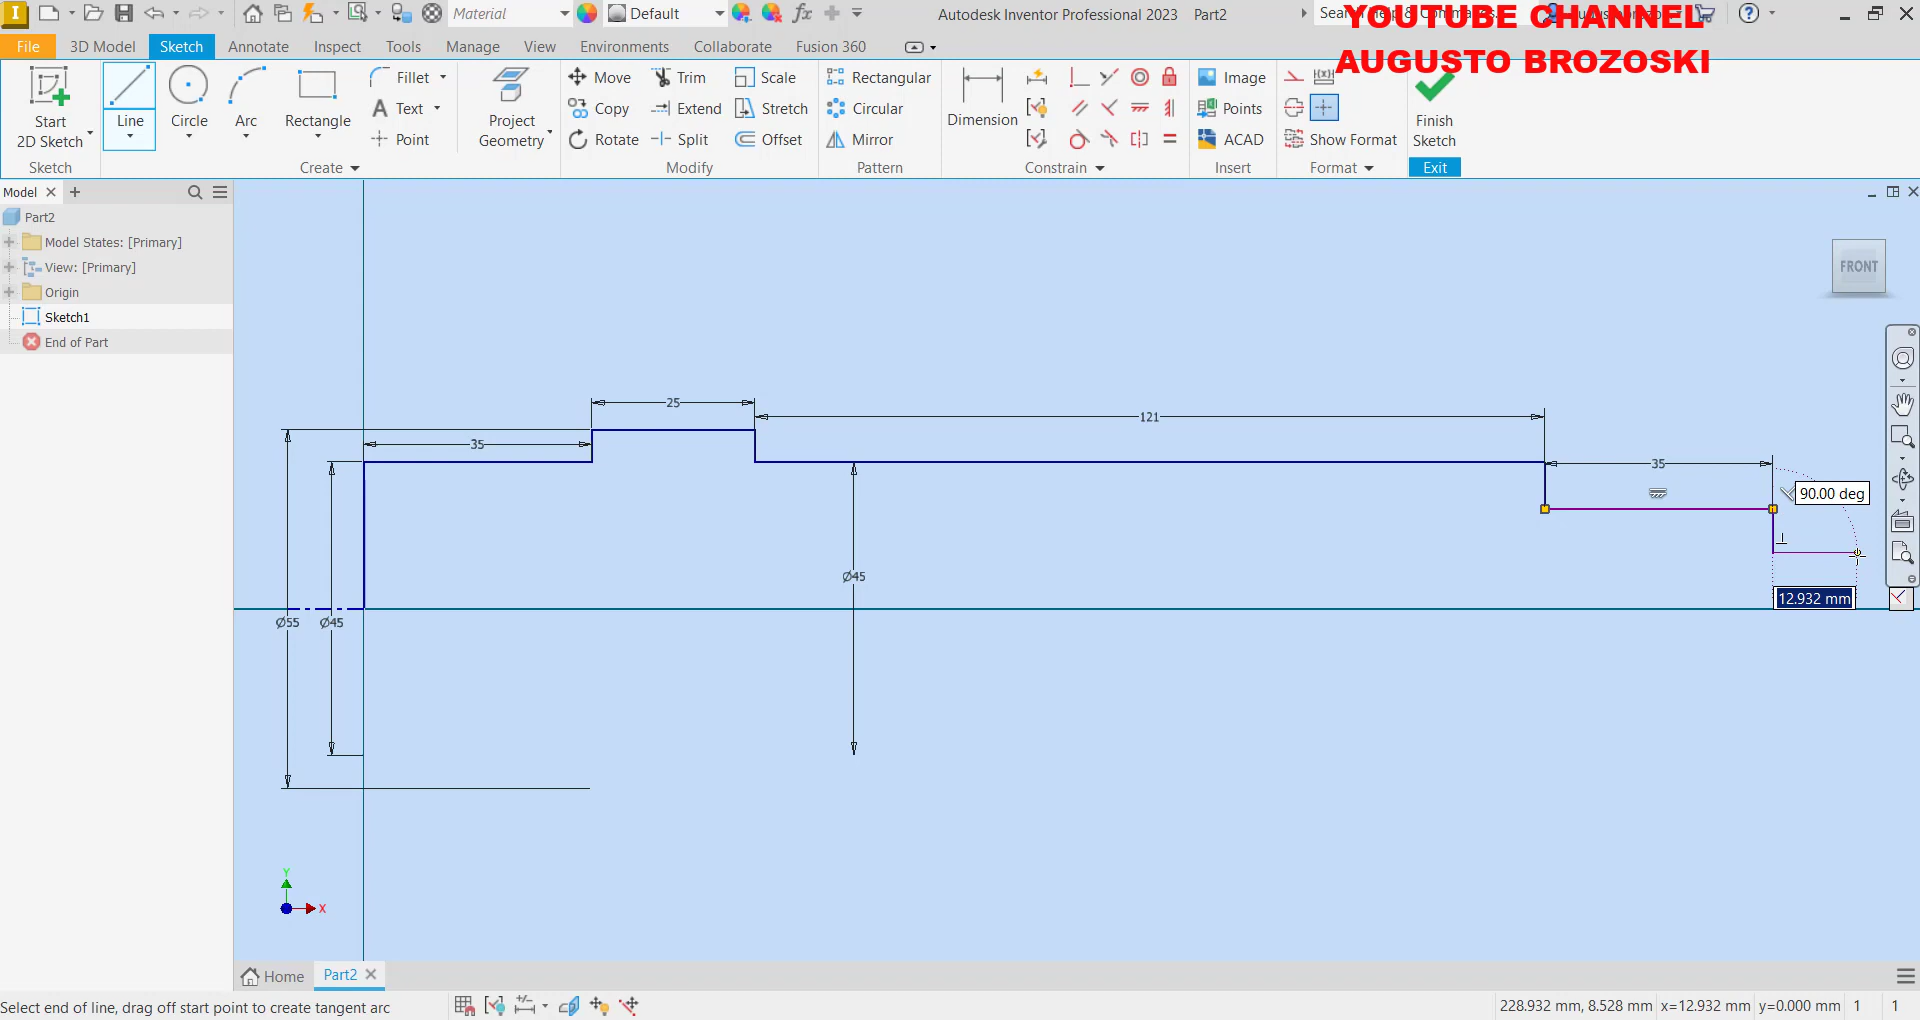 Material
Default
Autodesk Inventor Professional 2023 Part2
YOUTUBE CHANNEL
AUGUSTO BROZOSKI
File 3D Model Sketch Annotate Inspect Tools Manage View Environments Collaborate Fusion 360
Start
2D Sketch
Line
Circle
Arc
Rectangle
Fillet
Text
Point
Project
Geometry
Move Trim Scale
Copy Extend Stretch
Rotate Split Offset
Rectangular
Circular
Mirror
Dimension
Image
Points
ACAD
Show Format
Finish
Sketch
Sketch Create Modify Pattern Constrain Insert Format Exit
Model
Part2
Model States: [Primary]
View: [Primary]
Origin
Sketch1
End of Part
FRONT
25
121
35
35
90.00 deg
Ø45
12.932 mm
Ø55 Ø45
Y
X
Home Part2
Select end of line, drag off start point to create tangent arc
228.932 mm, 8.528 mm x=12.932 mm y=0.000 mm 1 1